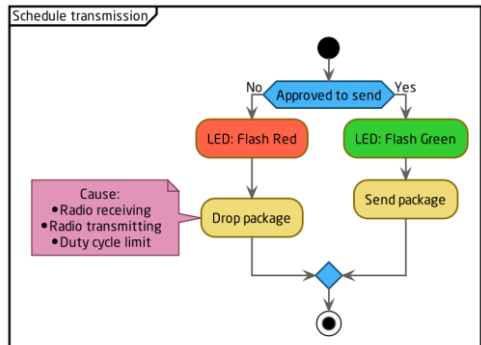 Schedule transmission
Approved to send
No
Yes
LED: Flash Red
LED: Flash Green
Cause:
•Radio receiving
•Radio transmitting
•Duty cycle limit
Drop package
Send package